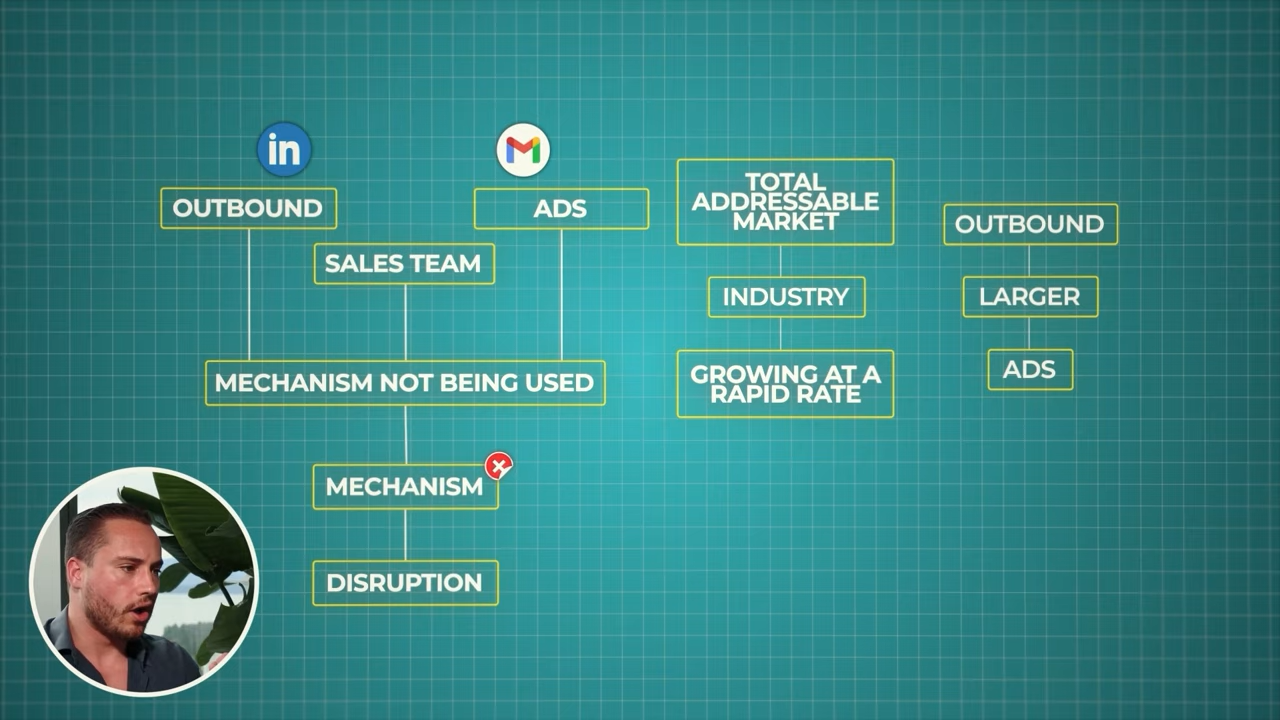 in
OUTBOUND
ADS
SALES TEAM
MECHANISM NOT BEING USED
MECHANISM
DISRUPTION
TOTAL
ADDRESSABLE
MARKET
INDUSTRY
GROWING AT A
RAPID RATE
OUTBOUND
LARGER
ADS